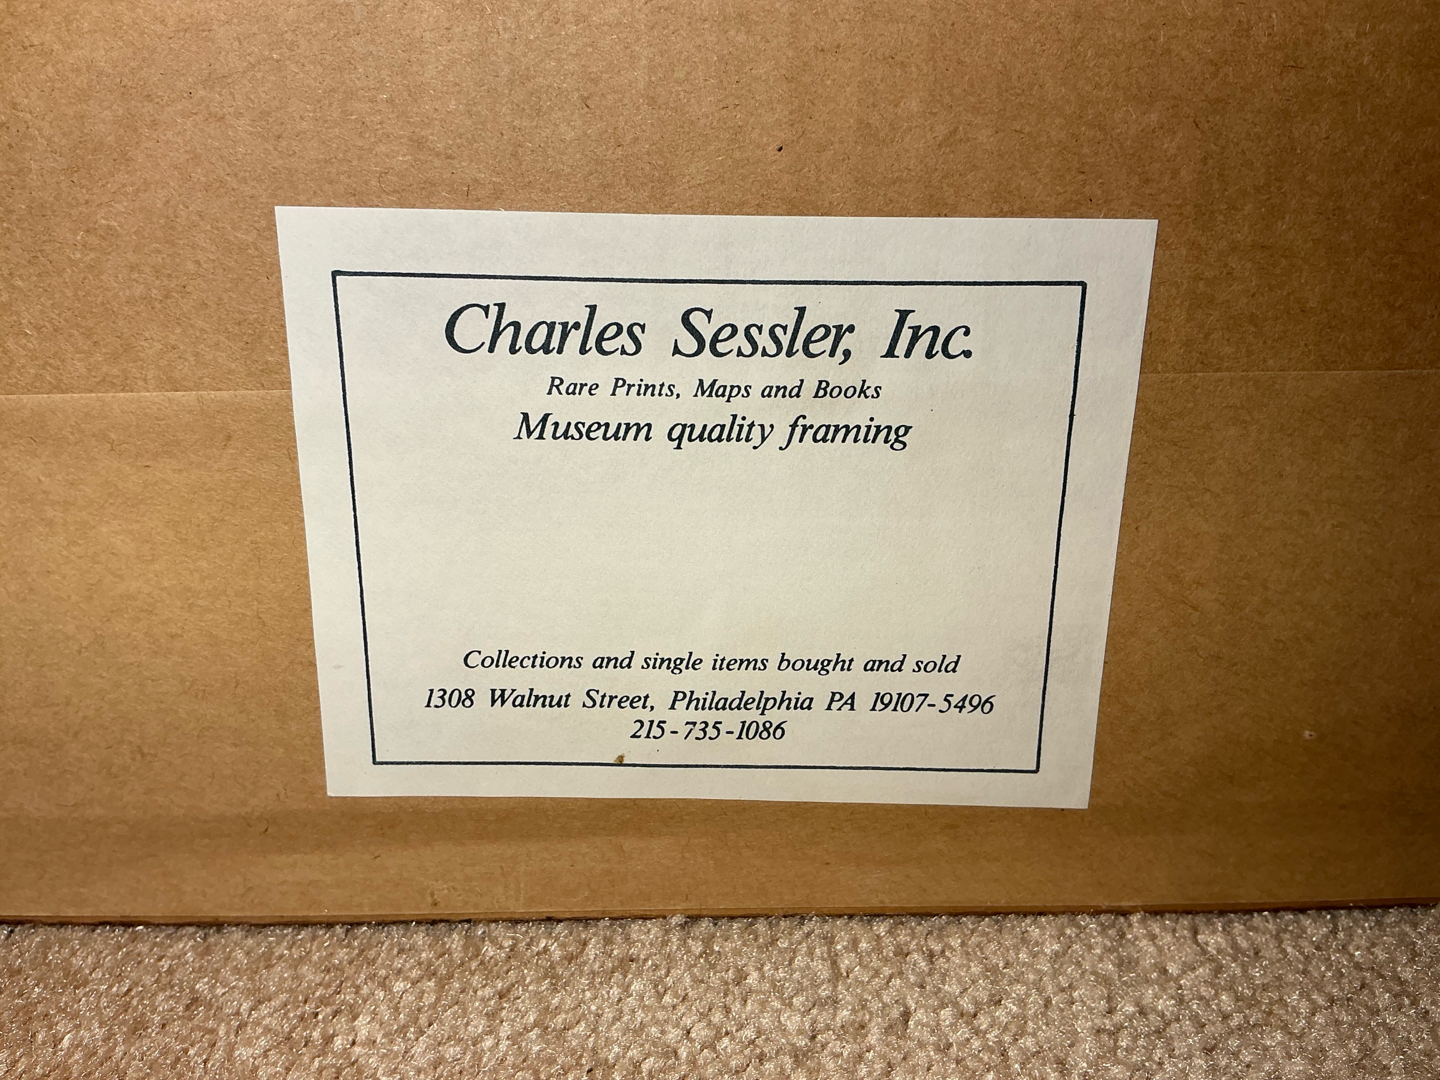 Charles Sessler, Inc.
Rare Prints, Maps and Books
Museum quality framing
Collections and single items bought and sold
1308 Walnut Street, Philadelphia PA 19107-5496
215-735-1086